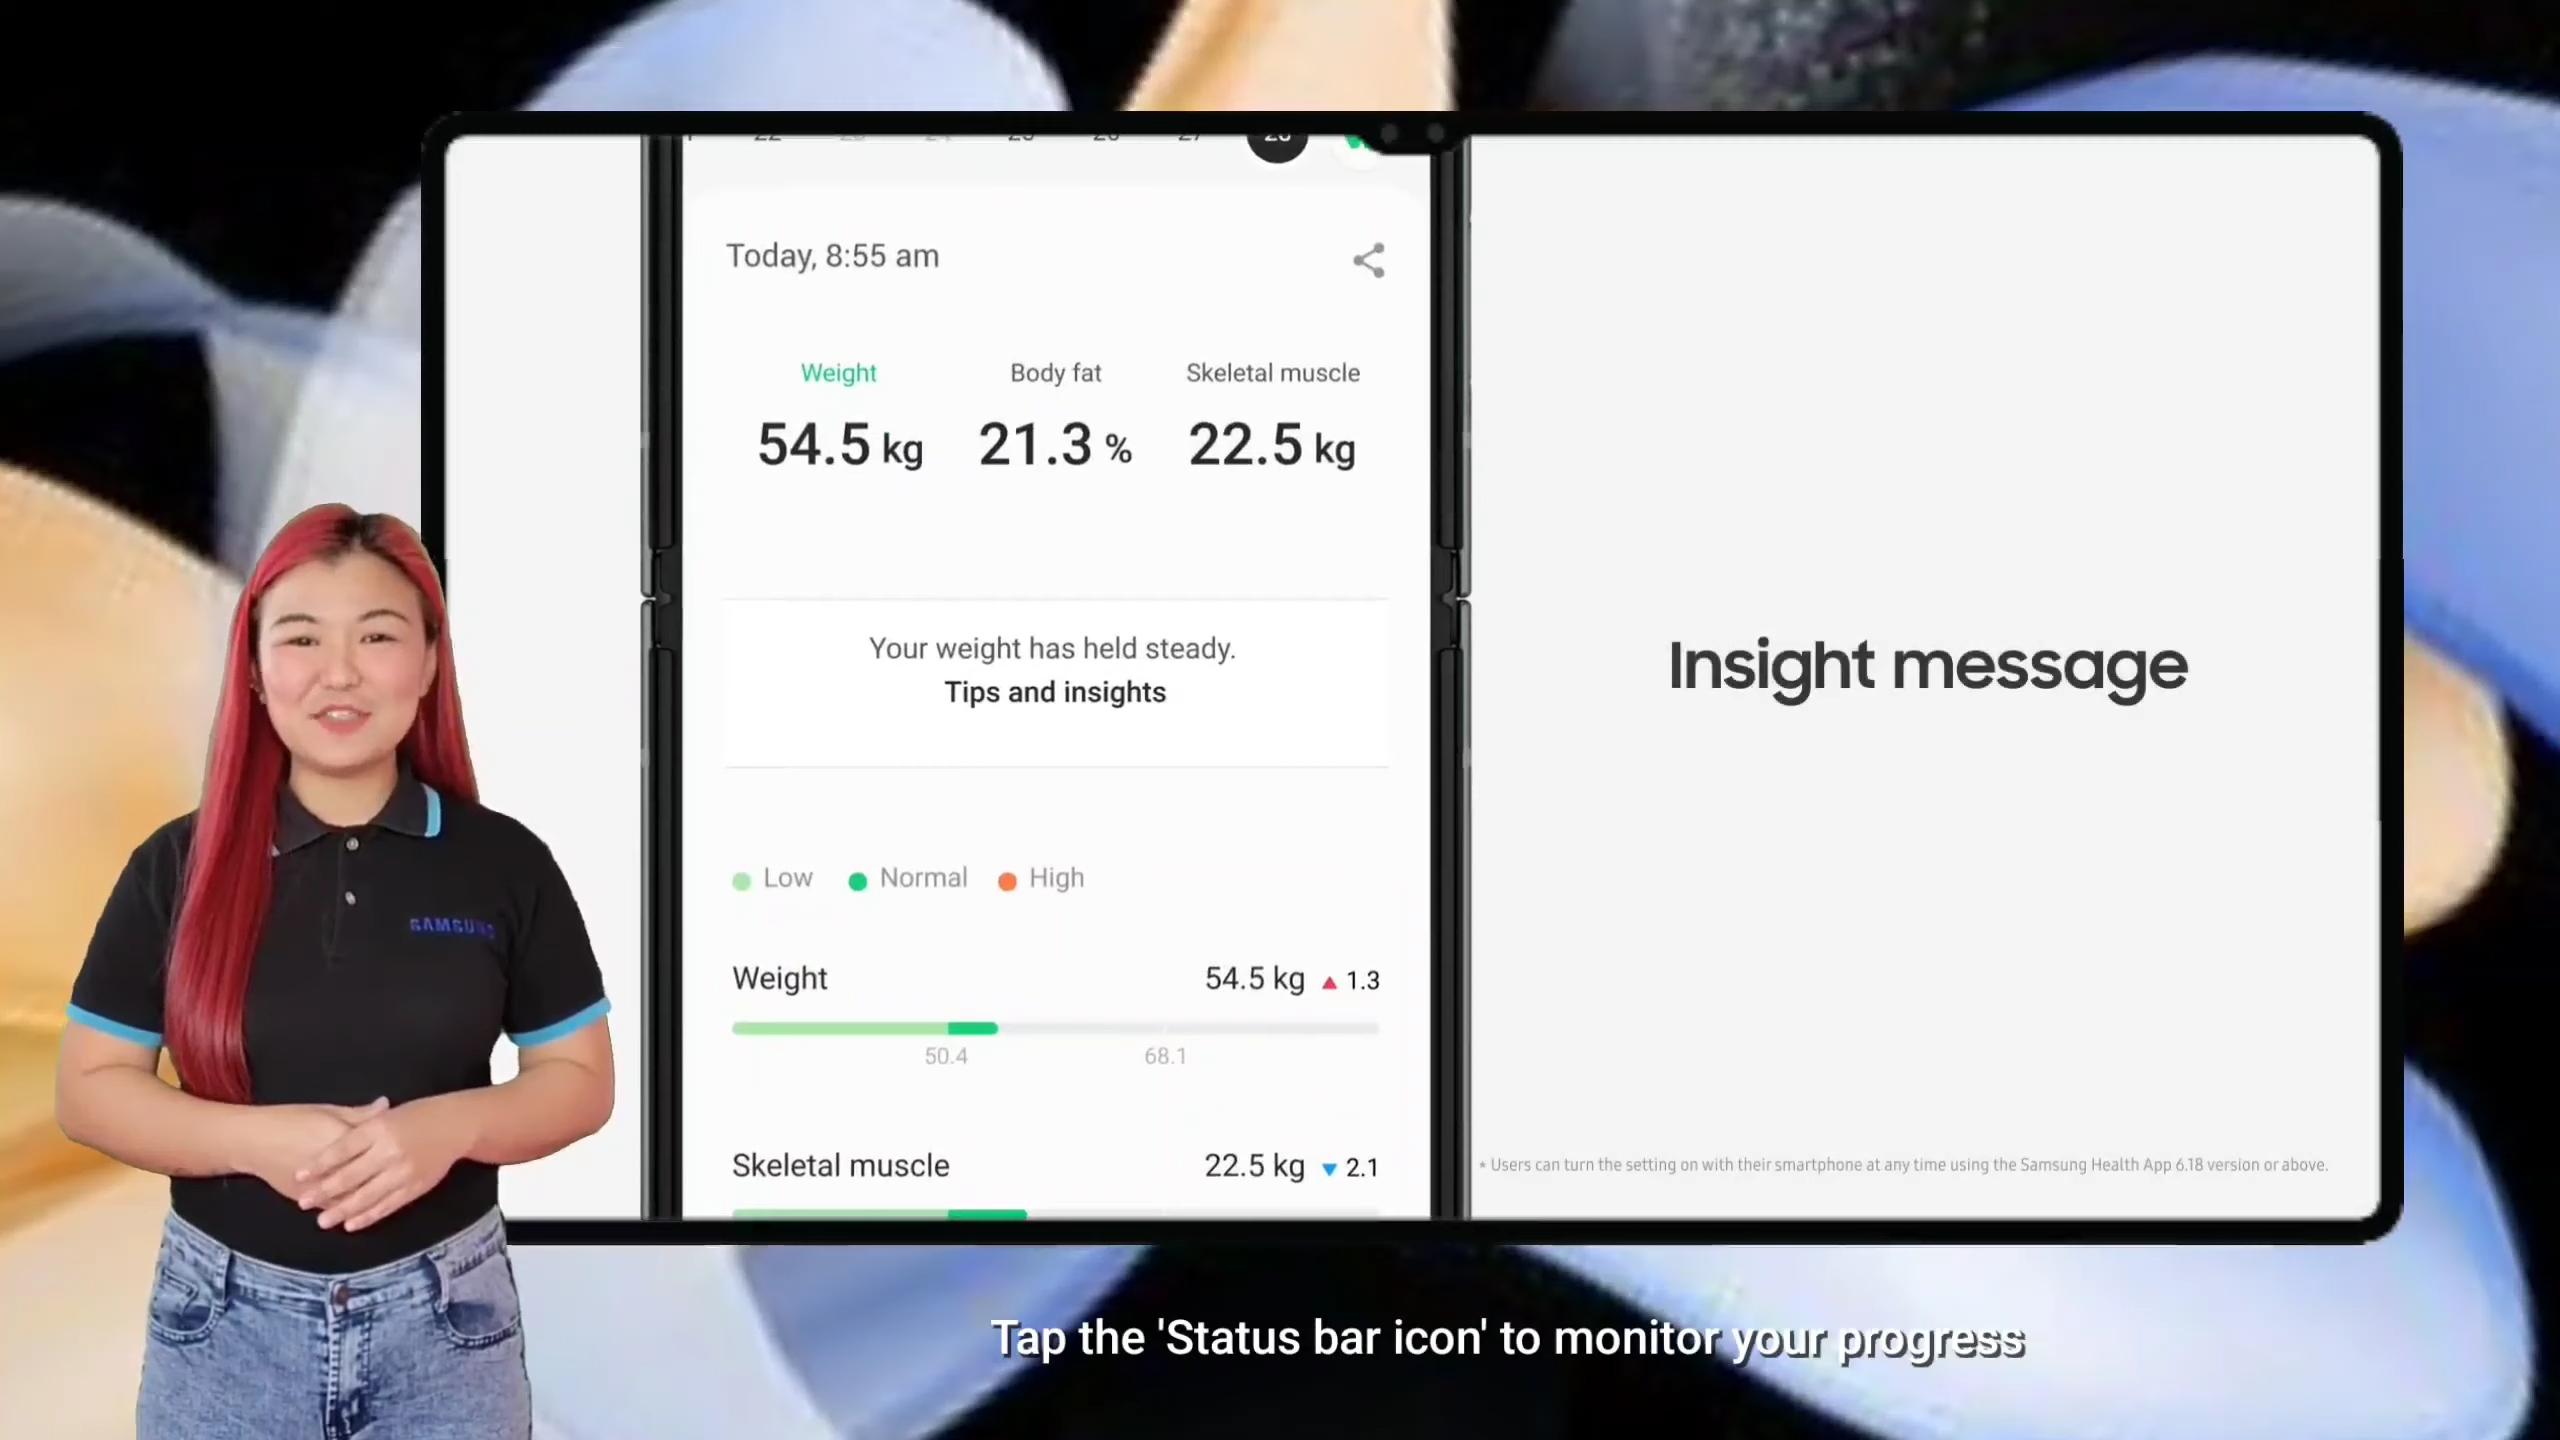 Today, 8:55 am
Weight Body fat Skeletal muscle
54.5 kg 21.3 % 22.5 kg
Your weight has held steady.
Tips and insights
Low Normal High
Weight 54.5 kg ▲ 1.3
50.4 68.1
Skeletal muscle 22.5 kg ▼ 2.1
Insight message
* Users can turn the setting on with their smartphone at any time using the Samsung Health App 6.18 version or above.
SAMSUNG
Tap the 'Status bar icon' to monitor your progress